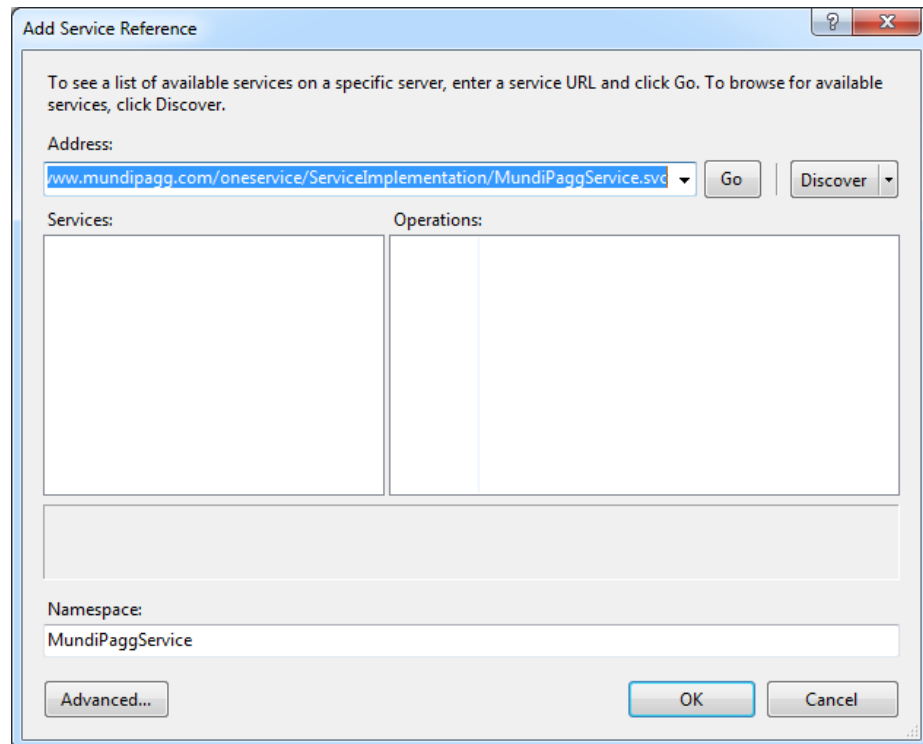 Add Service Reference
To see a list of available services on a specific server, enter a service URL and click Go. To browse for available
services, click Discover.
Address:
www.mundipagg.com/oneservice/ServiceImplementation/MundiPaggService.svc
Go
Discover
Services:
Operations:
Namespace:
MundiPaggService
Advanced...
OK
Cancel